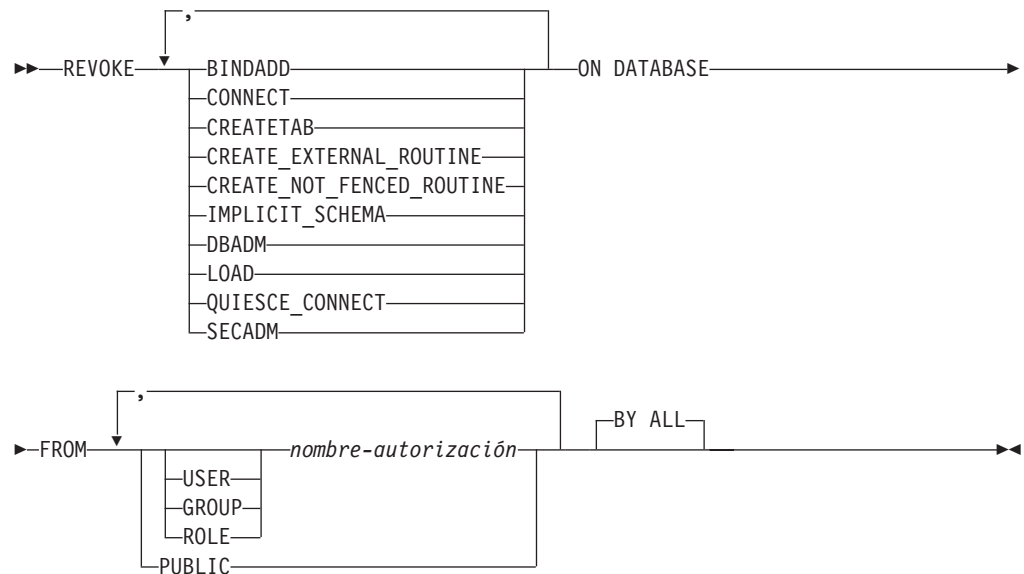 ,
REVOKE BINDADD ON DATABASE
CONNECT
CREATETAB
CREATE_EXTERNAL_ROUTINE
CREATE_NOT_FENCED_ROUTINE
IMPLICIT_SCHEMA
DBADM
LOAD
QUIESCE_CONNECT
SECADM
,
BY ALL
FROM nombre-autorización
USER
GROUP
ROLE
PUBLIC